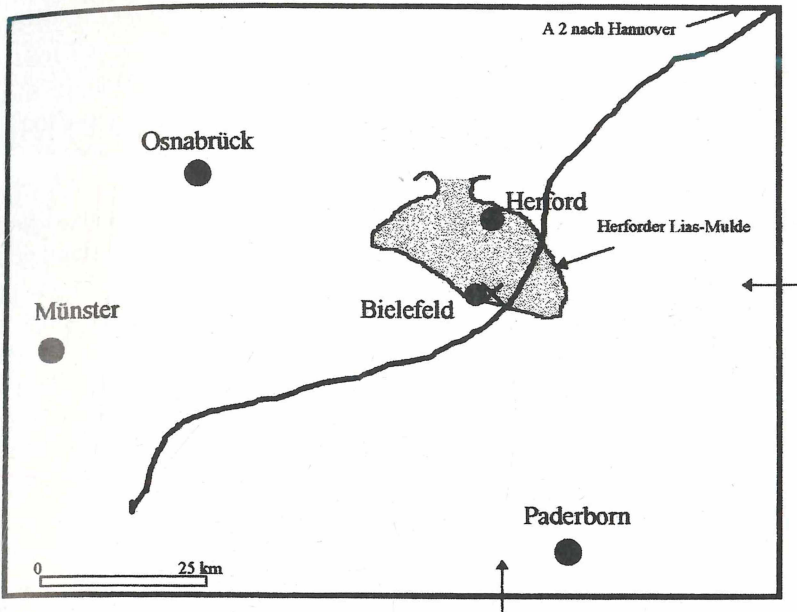 A 2 nach Hannover
Osnabrück
Herford
Herforder Lias-Mulde
Bielefeld
Münster
Paderborn
0 25 km